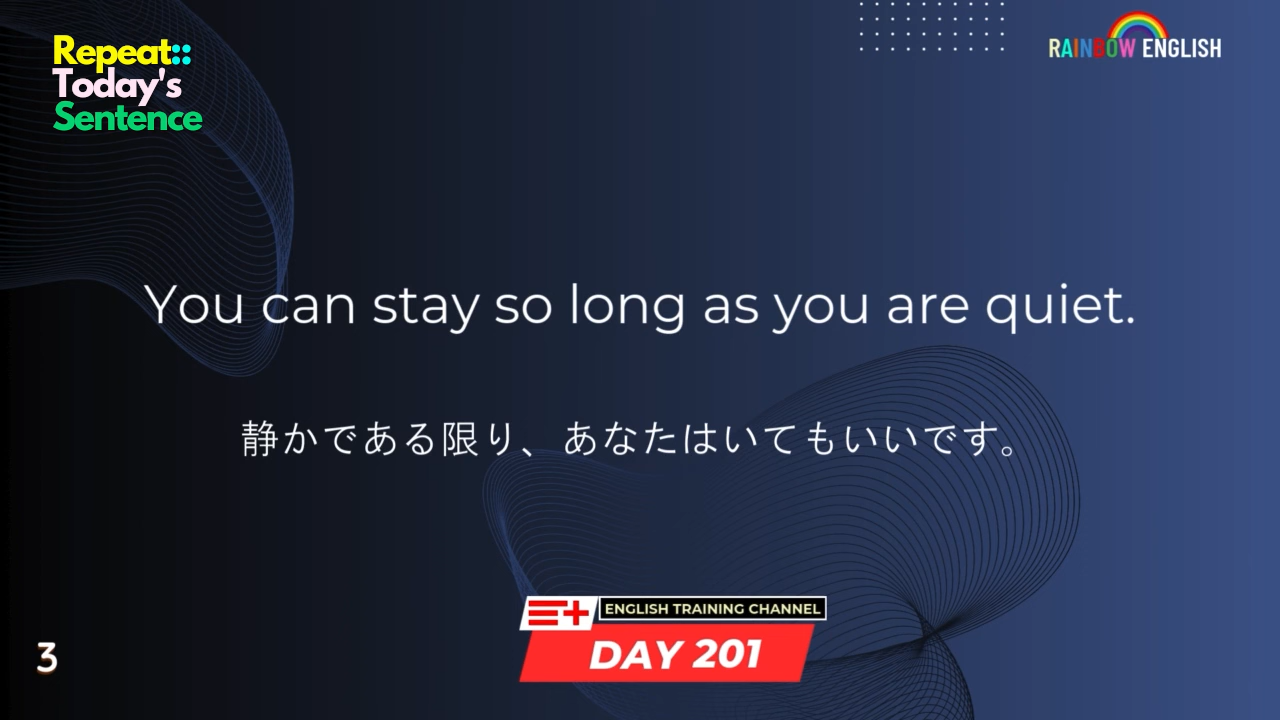 Repeat::
Today's
Sentence
RAINBOW ENGLISH
You can stay so long as you are quiet.
静かである限り、あなたはいてもいいです。
ENGLISH TRAINING CHANNEL
DAY 201
3